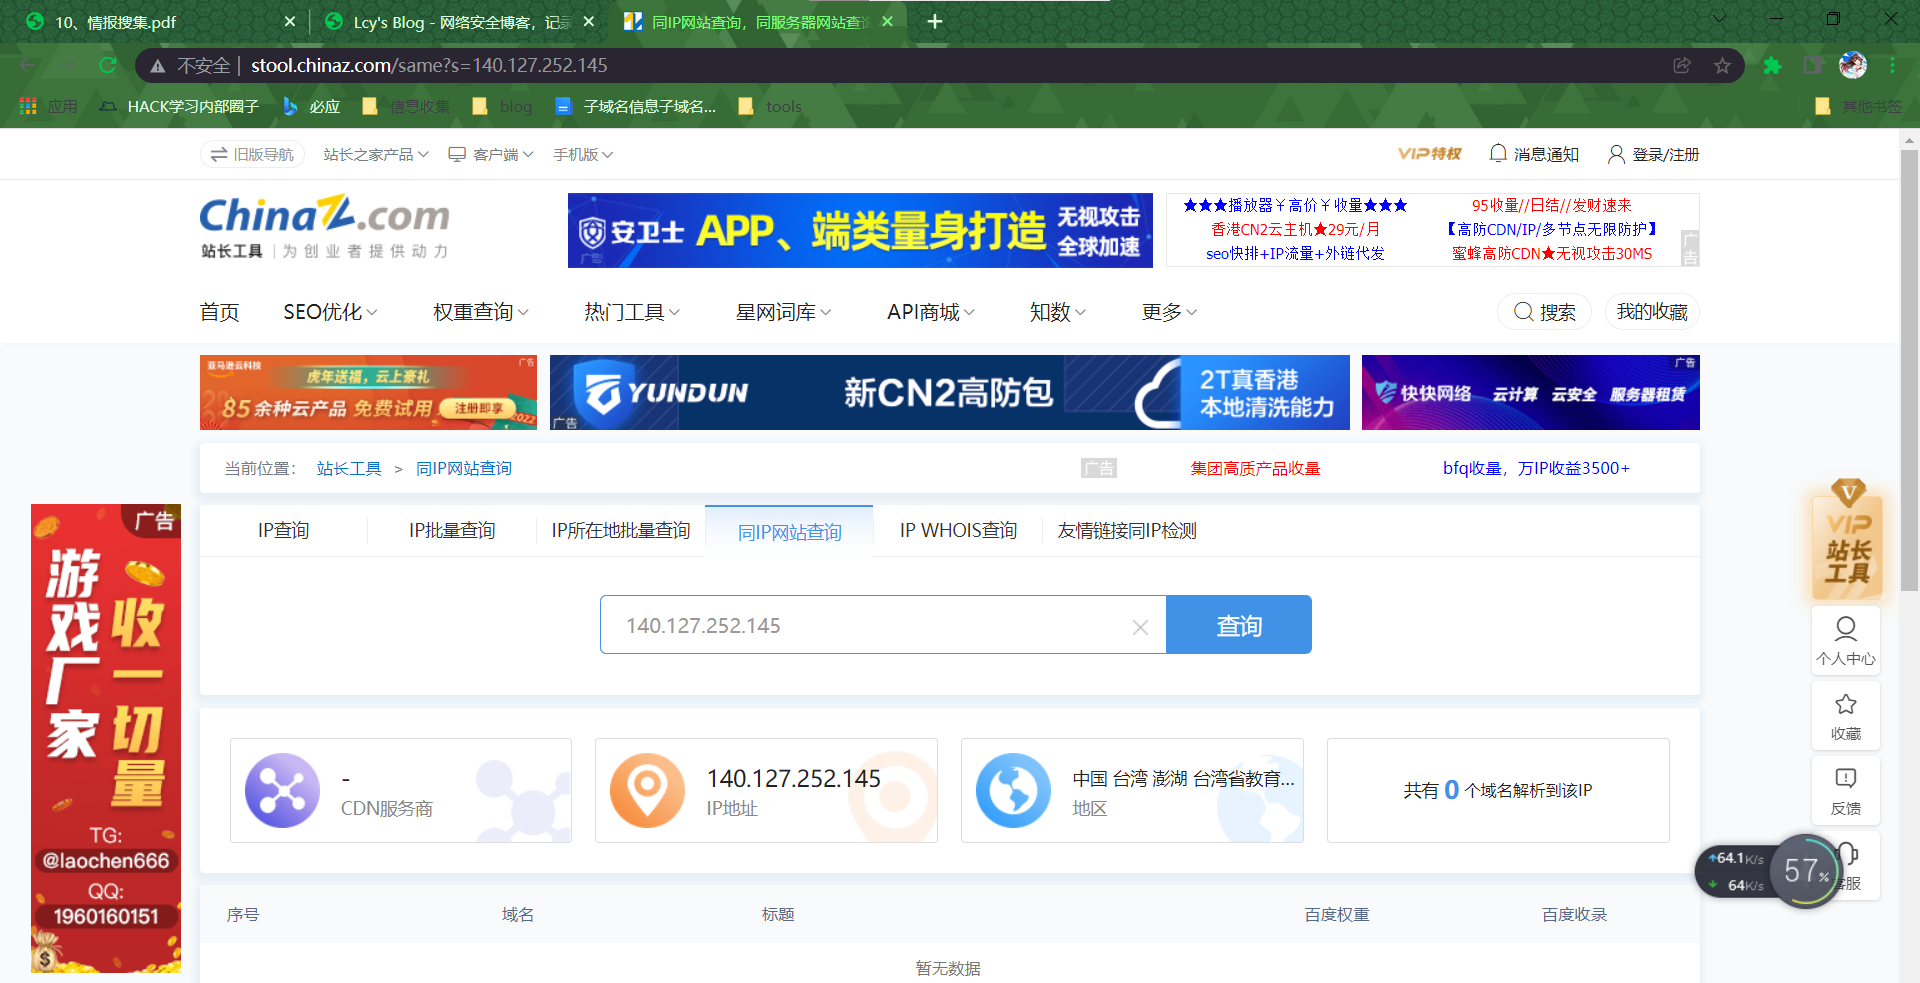 10、情报搜集.pdf
Lcy's Blog - 网络安全博客，记录
同IP网站查询，同服务器网站查询
不安全 | stool.chinaz.com/same?s=140.127.252.145
应用
HACK学习内部圈子
必应
信息收集
blog
子域名信息子域名...
tools
其他书签
旧版导航
站长之家产品
客户端
手机版
VIP特权
消息通知
登录/注册
ChinaZ.com
站长工具 | 为创业者提供动力
安卫士
APP、端类量身打造
无视攻击
全球加速
广告
★★★播放器￥高价￥收量★★★
95收量//日结//发财速来
香港CN2云主机★29元/月
【高防CDN/IP/多节点无限防护】
seo快排+IP流量+外链代发
蜜蜂高防CDN★无视攻击30MS
广告
首页
SEO优化
权重查询
热门工具
星网词库
API商城
知数
更多
搜索
我的收藏
亚马逊云科技
广告
虎年送福，云上豪礼
85余种云产品 免费试用
注册即享
2022
YUNDUN
新CN2高防包
2T真香港
本地清洗能力
广告
快快网络
云计算 云安全 服务器租赁
广告
当前位置：
站长工具 > 同IP网站查询
广告
集团高质产品收量
bfq收量，万IP收益3500+
IP查询
IP批量查询
IP所在地批量查询
同IP网站查询
IP WHOIS查询
友情链接同IP检测
140.127.252.145
查询
-
CDN服务商
140.127.252.145
IP地址
中国 台湾 澎湖 台湾省教育...
地区
共有 0 个域名解析到该IP
序号
域名
标题
百度权重
百度收录
暂无数据
广告
游戏厂家
收一切量
TG:
@laochen666
QQ:
1960160151
V
VIP
站长
工具
个人中心
收藏
反馈
客服
64.1K/s
64K/s
57%